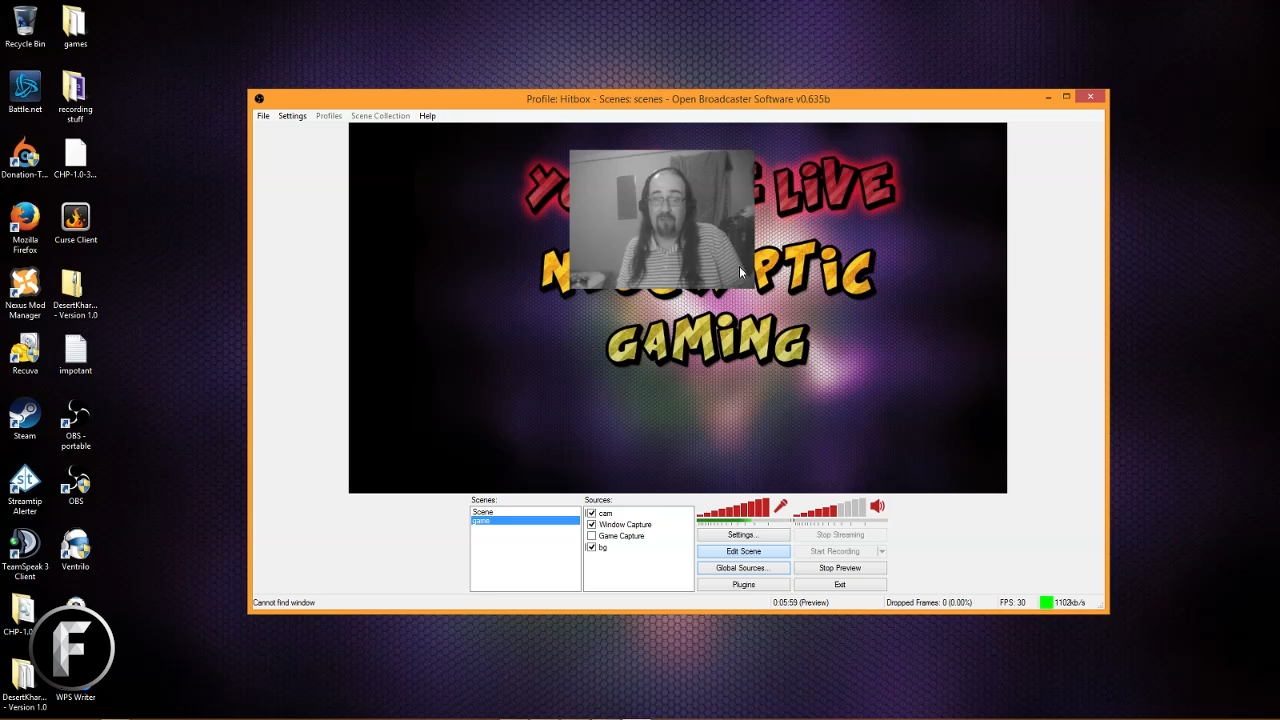 Recycle Bin
games
Battle.net
recording
stuff
Donation-T...
CHP-1.0-3...
Mozilla
Firefox
Curse Client
Nexus Mod
Manager
DesertKhar...
- Version 1.0
Recuva
impotant
Steam
OBS -
portable
Streamtip
Alerter
OBS
TeamSpeak 3
Client
Ventrilo
F
DesertKhar...
- Version 1.0
WPS Writer
Profile: Hitbox - Scenes: scenes - Open Broadcaster Software v0.635b
File Settings Profiles Scene Collection Help
LIVE
GAMING
Scenes:
Scene
game
Sources:
cam
Window Capture
Game Capture
bg
Settings...
Stop Streaming
Edit Scene
Start Recording
Global Sources...
Stop Preview
Plugins
Exit
Cannot find window
0:05:59 (Preview)
Dropped Frames: 0 (0.00%)
FPS: 30
1102kb/s